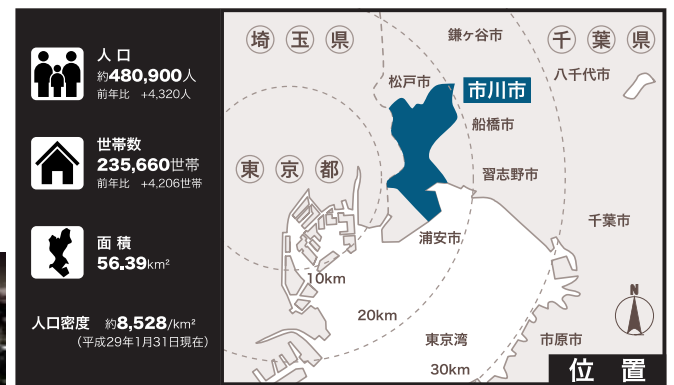 人口
約480,900人
前年比 +4,320人
世帯数
235,660世帯
前年比 +4,206世帯
面積
56.39km²
人口密度 約8,528/km²
(平成29年1月31日現在)
埼玉県
鎌ヶ谷市
千葉県
松戸市
八千代市
市川市
船橋市
東京都
習志野市
千葉市
浦安市
10km
20km
東京湾
市原市
30km
N
位置